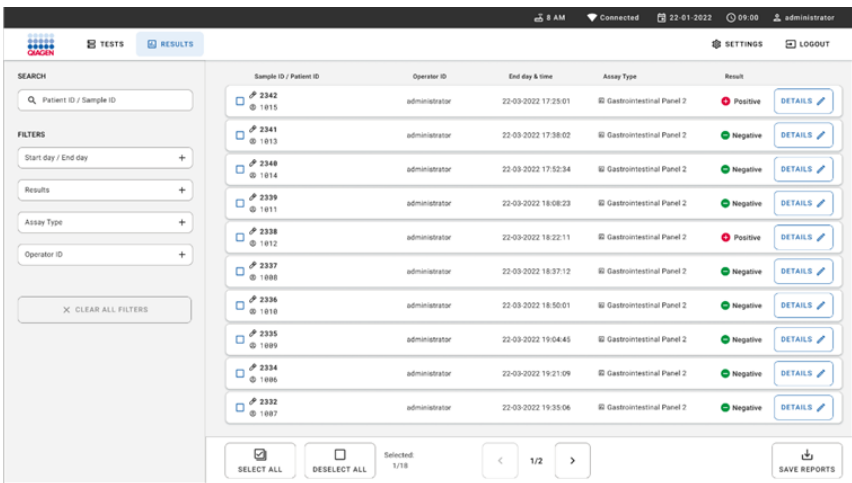 8 AM Connected 22-01-2022 09:00 administrator
QIAGEN TESTS RESULTS SETTINGS LOGOUT
SEARCH
Patient ID / Sample ID
FILTERS
Start day / End day +
Results +
Assay Type +
Operator ID +
CLEAR ALL FILTERS
Sample ID / Patient ID Operator ID End day & time Assay Type Result
2342
1015 administrator 22-03-2022 17:25:01 Gastrointestinal Panel 2 Positive DETAILS
2341
1013 administrator 22-03-2022 17:38:02 Gastrointestinal Panel 2 Negative DETAILS
2340
1014 administrator 22-03-2022 17:52:34 Gastrointestinal Panel 2 Negative DETAILS
2339
1011 administrator 22-03-2022 18:08:23 Gastrointestinal Panel 2 Negative DETAILS
2338
1012 administrator 22-03-2022 18:22:11 Gastrointestinal Panel 2 Positive DETAILS
2337
1008 administrator 22-03-2022 18:37:12 Gastrointestinal Panel 2 Negative DETAILS
2336
1010 administrator 22-03-2022 18:50:01 Gastrointestinal Panel 2 Negative DETAILS
2335
1009 administrator 22-03-2022 19:04:45 Gastrointestinal Panel 2 Negative DETAILS
2334
1006 administrator 22-03-2022 19:21:09 Gastrointestinal Panel 2 Negative DETAILS
2332
1007 administrator 22-03-2022 19:35:06 Gastrointestinal Panel 2 Negative DETAILS
SELECT ALL DESELECT ALL Selected: 1/18 < 1/2 > SAVE REPORTS